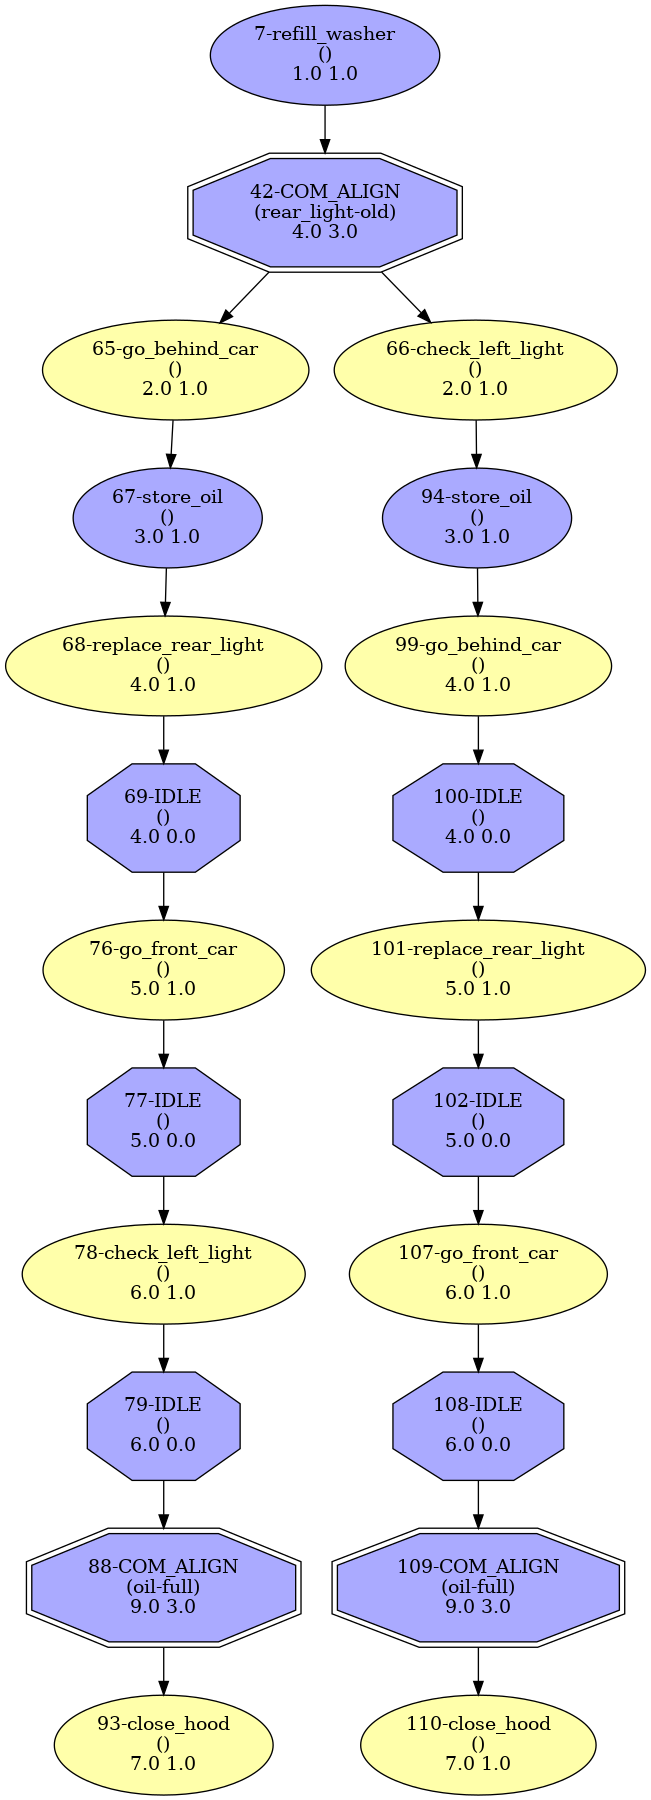 7-refill_washer
()
1.0 1.0
42-COM_ALIGN
(rear_light-old)
4.0 3.0
65-go_behind_car
()
2.0 1.0
66-check_left_light
()
2.0 1.0
67-store_oil
()
3.0 1.0
94-store_oil
()
3.0 1.0
68-replace_rear_light
()
4.0 1.0
99-go_behind_car
()
4.0 1.0
69-IDLE
()
4.0 0.0
100-IDLE
()
4.0 0.0
76-go_front_car
()
5.0 1.0
101-replace_rear_light
()
5.0 1.0
77-IDLE
()
5.0 0.0
102-IDLE
()
5.0 0.0
78-check_left_light
()
6.0 1.0
107-go_front_car
()
6.0 1.0
79-IDLE
()
6.0 0.0
108-IDLE
()
6.0 0.0
88-COM_ALIGN
(oil-full)
9.0 3.0
109-COM_ALIGN
(oil-full)
9.0 3.0
93-close_hood
()
7.0 1.0
110-close_hood
()
7.0 1.0